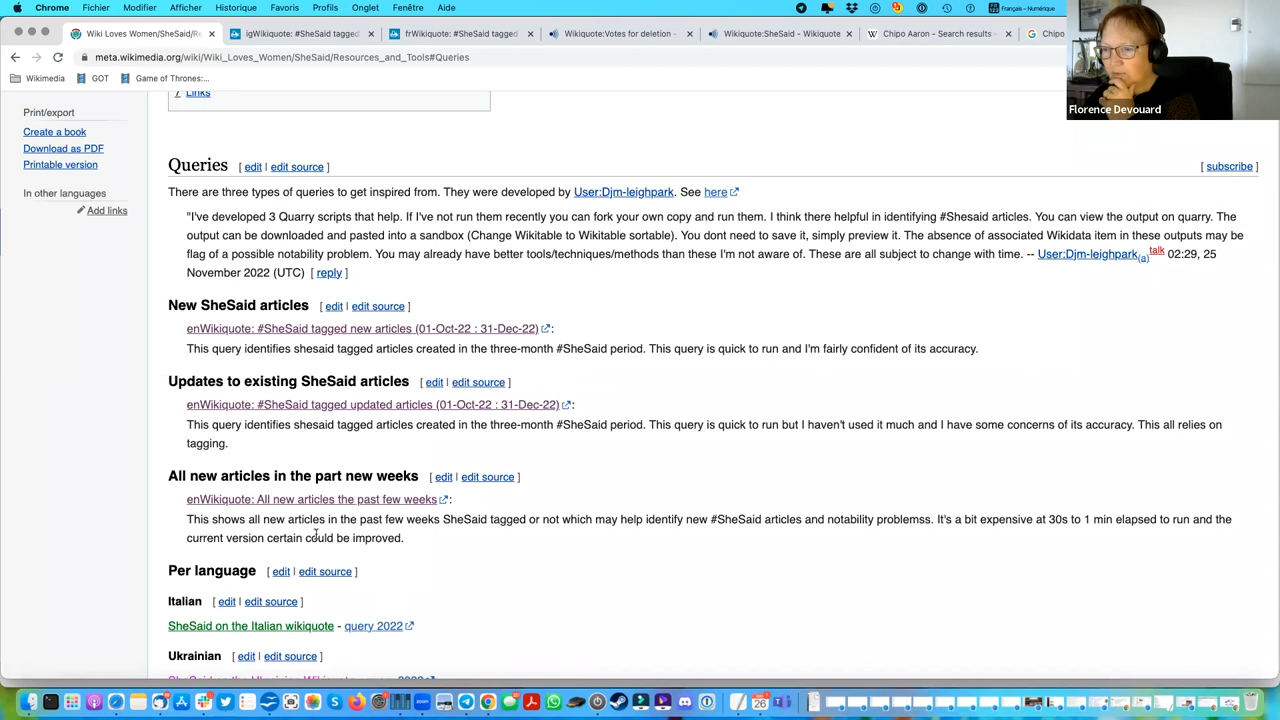 Chrome Fichier Modifier Afficher Historique Favoris Profils Onglet Fenêtre Aide Français – Numérique
Wiki Loves Women/SheSaid/Re × igWikiquote: #SheSaid tagged × frWikiquote: #SheSaid tagged × Wikiquote:Votes for deletion - × Wikiquote:SheSaid - Wikiquote × Chipo Aaron - Search results - × Chipo
meta.wikimedia.org/wiki/Wiki_Loves_Women/SheSaid/Resources_and_Tools#Queries
Wikimedia GOT Game of Thrones:...
Florence Devouard
7 Links
Print/export
Create a book
Download as PDF
Printable version
In other languages
Add links
Queries [ edit | edit source ] [ subscribe ]
There are three types of queries to get inspired from. They were developed by User:Djm-leighpark. See here
"I've developed 3 Quarry scripts that help. If I've not run them recently you can fork your own copy and run them. I think there helpful in identifying #Shesaid articles. You can view the output on quarry. The
output can be downloaded and pasted into a sandbox (Change Wikitable to Wikitable sortable). You dont need to save it, simply preview it. The absence of associated Wikidata item in these outputs may be
flag of a possible notability problem. You may already have better tools/techniques/methods than these I'm not aware of. These are all subject to change with time. -- User:Djm-leighpark(a)talk 02:29, 25
November 2022 (UTC) [ reply ]
New SheSaid articles [ edit | edit source ]
enWikiquote: #SheSaid tagged new articles (01-Oct-22 : 31-Dec-22) :
This query identifies shesaid tagged articles created in the three-month #SheSaid period. This query is quick to run and I'm fairly confident of its accuracy.
Updates to existing SheSaid articles [ edit | edit source ]
enWikiquote: #SheSaid tagged updated articles (01-Oct-22 : 31-Dec-22) :
This query identifies shesaid tagged articles created in the three-month #SheSaid period. This query is quick to run but I haven't used it much and I have some concerns of its accuracy. This all relies on
tagging.
All new articles in the part new weeks [ edit | edit source ]
enWikiquote: All new articles the past few weeks :
This shows all new articles in the past few weeks SheSaid tagged or not which may help identify new #SheSaid articles and notability problemss. It's a bit expensive at 30s to 1 min elapsed to run and the
current version certain could be improved.
Per language [ edit | edit source ]
Italian [ edit | edit source ]
SheSaid on the Italian wikiquote - query 2022
Ukrainian [ edit | edit source ]